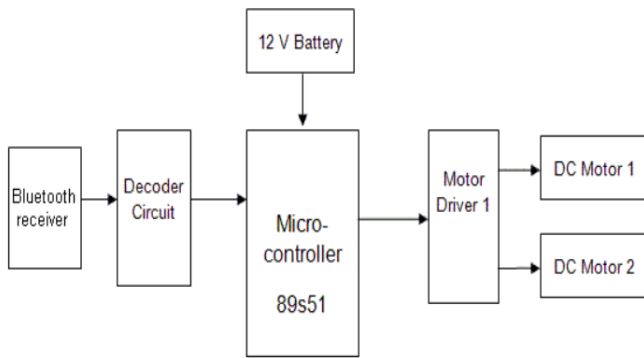 12 V Battery
Bluetooth
receiver
Decoder
Circuit
Micro-
controller
89s51
Motor
Driver 1
DC Motor 1
DC Motor 2